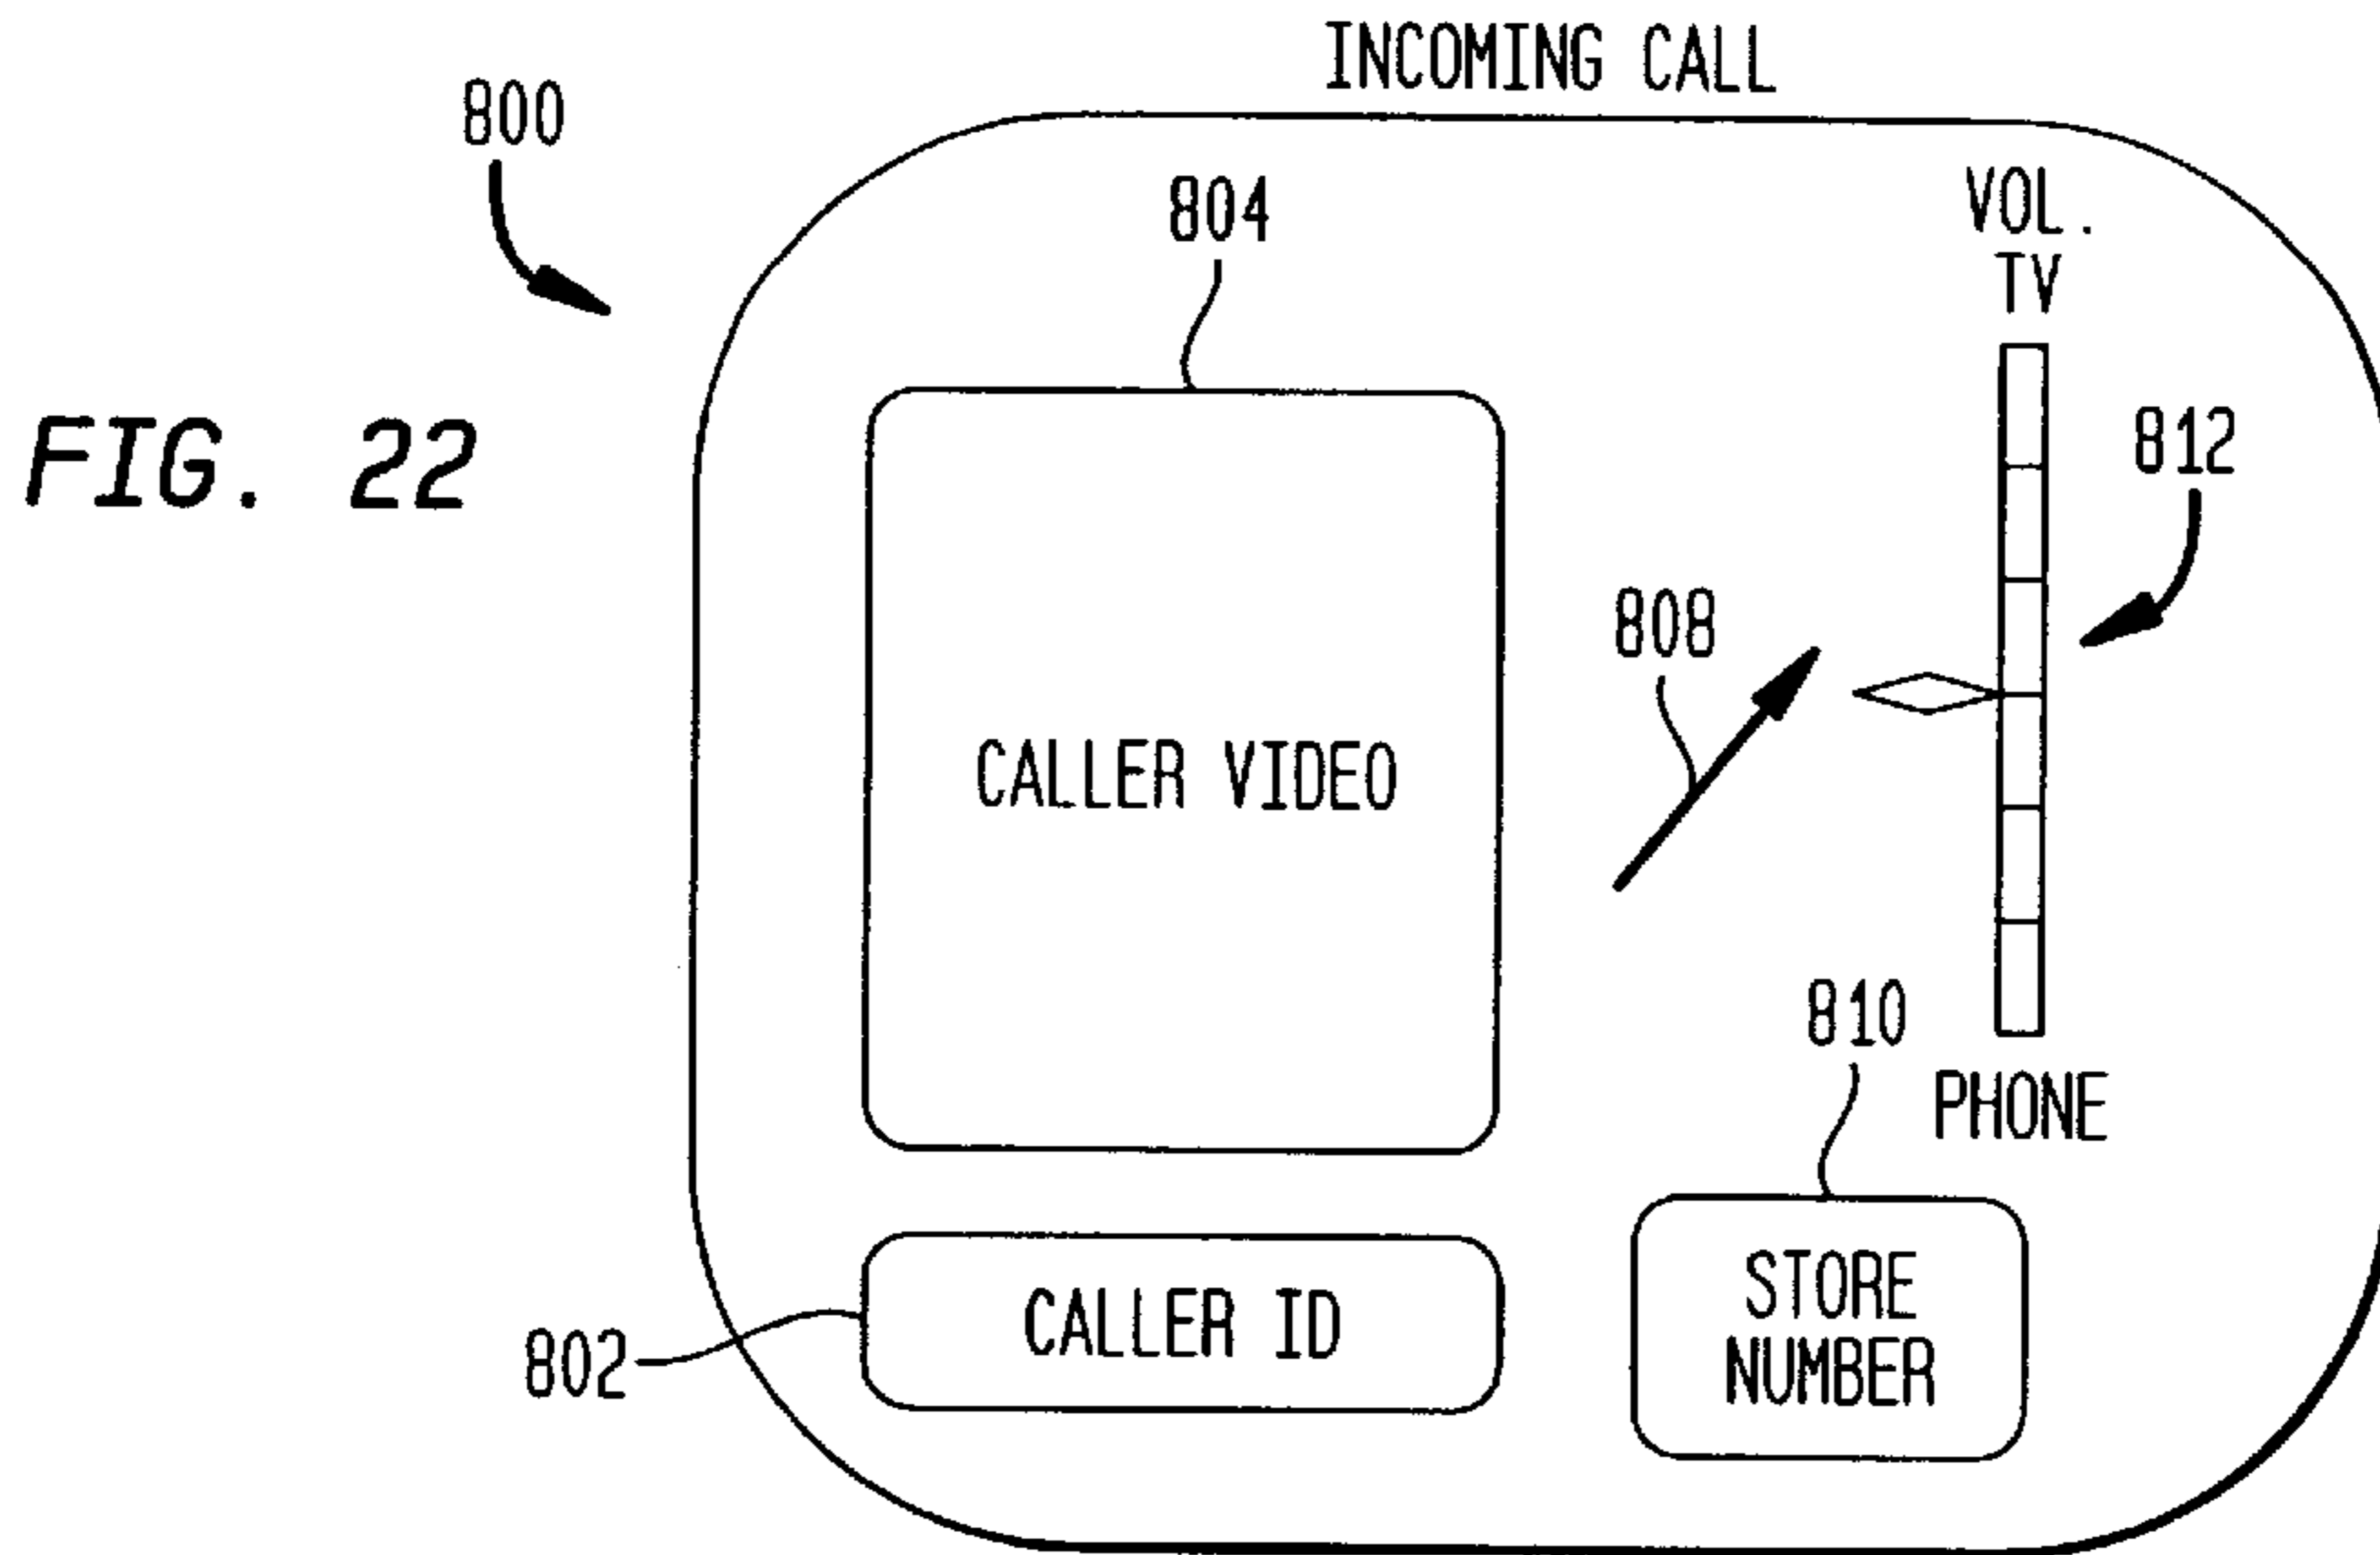 INCOMING CALL
800
804
VOL.
TV
FIG. 22
812
808
CALLER VIDEO
810
PHONE
STORE
NUMBER
CALLER ID
802